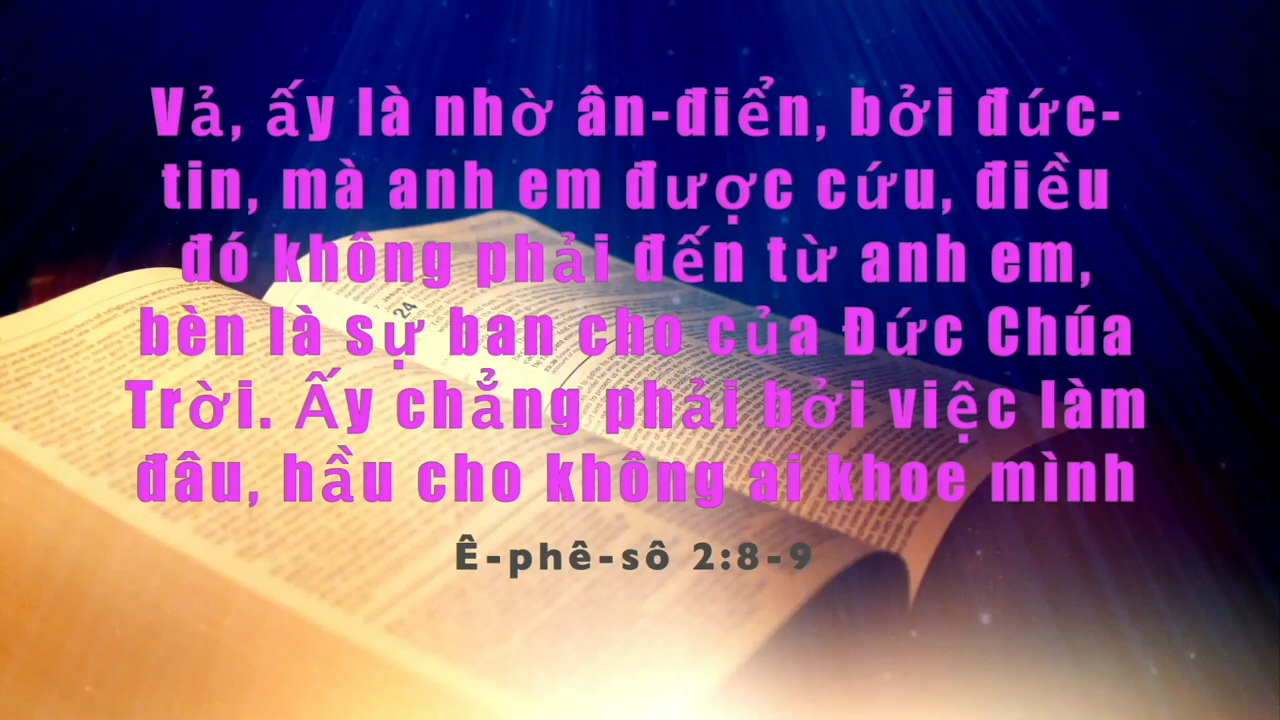 Vả, ấy là nhờ ân-điển, bởi đức-
tin, mà anh em được cứu, điều
đó không phải đến từ anh em,
bèn là sự ban cho của Đức Chúa
Trời. Ấy chẳng phải bởi việc làm
đâu, hầu cho không ai khoe mình
Ê-phê-sô 2:8-9
24